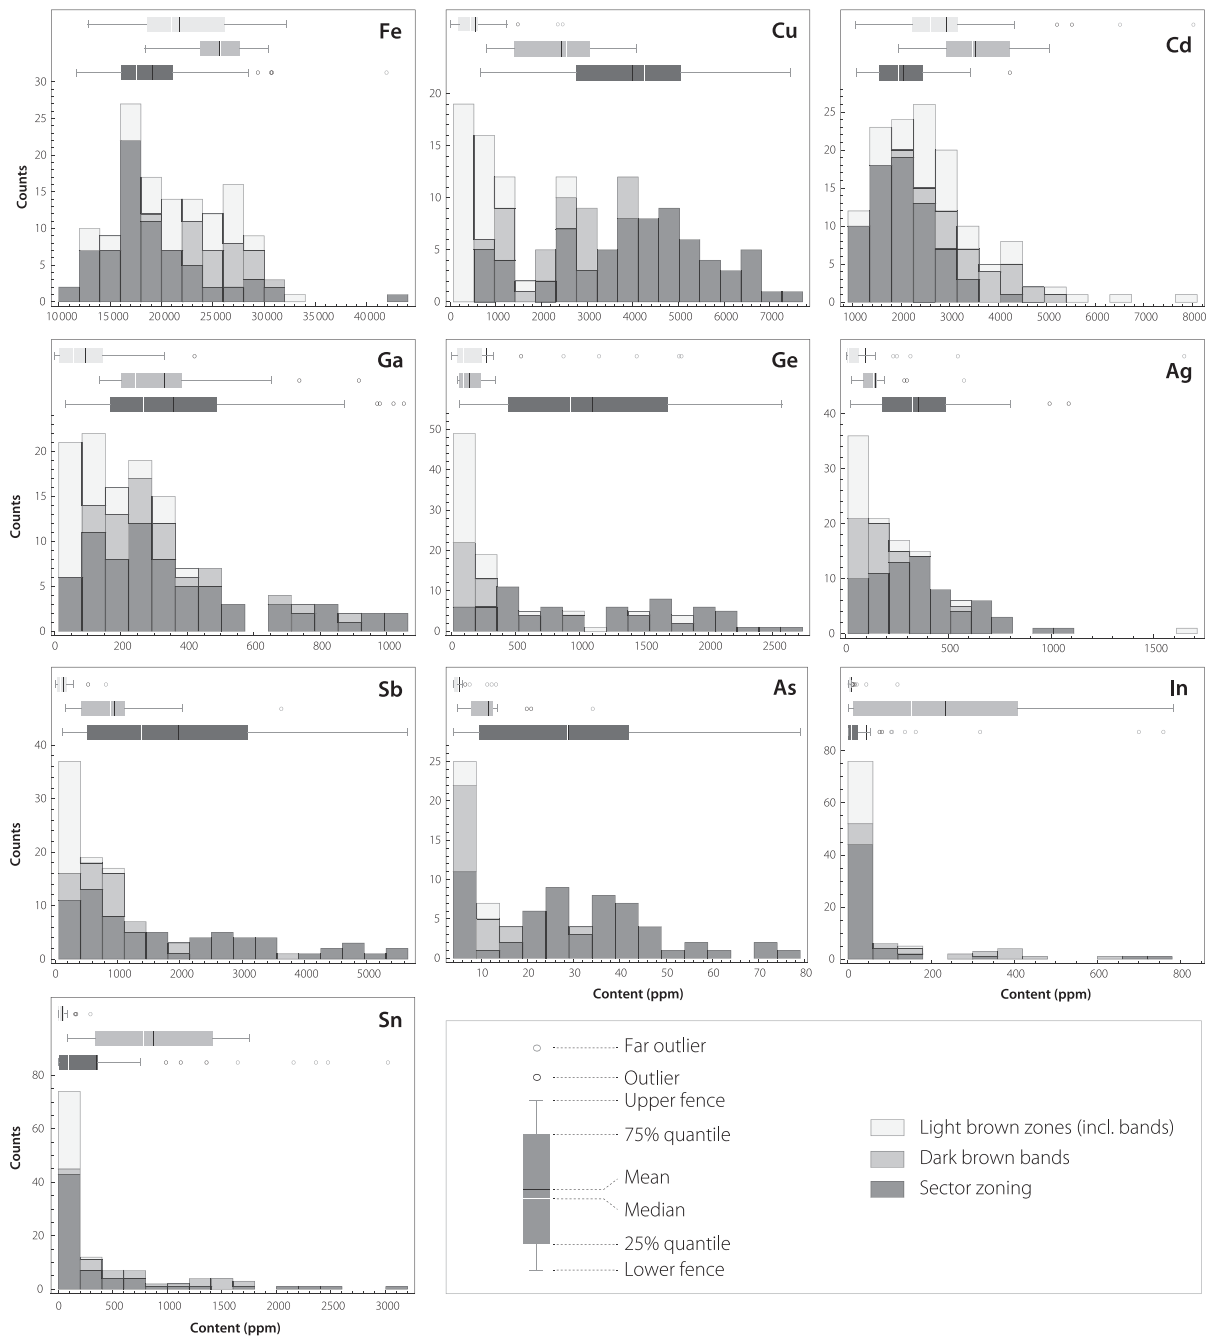 Fe
Counts
30
25
20
15
10
5
0
10000 15000 20000 25000 30000 40000
Cu
20
15
10
5
0
0 1000 2000 3000 4000 5000 6000 7000
Cd
25
20
15
10
5
0
1000 2000 3000 4000 5000 6000 7000 8000
Ga
Counts
20
15
10
5
0
0 200 400 600 800 1000
Ge
50
40
30
20
10
0
0 500 1000 1500 2000 2500
Ag
40
20
10
0
0 500 1000 1500
Sb
Counts
40
30
20
10
0
0 1000 2000 3000 4000 5000
As
25
20
15
10
5
0
10 20 30 40 50 60 70 80
Content (ppm)
In
80
60
40
20
0
0 200 400 600 800
Content (ppm)
Sn
Counts
80
60
40
20
0
0 500 1000 1500 2000 2500 3000
Content (ppm)
Far outlier
Outlier
Upper fence
75% quantile
Mean
Median
25% quantile
Lower fence
Light brown zones (incl. bands)
Dark brown bands
Sector zoning